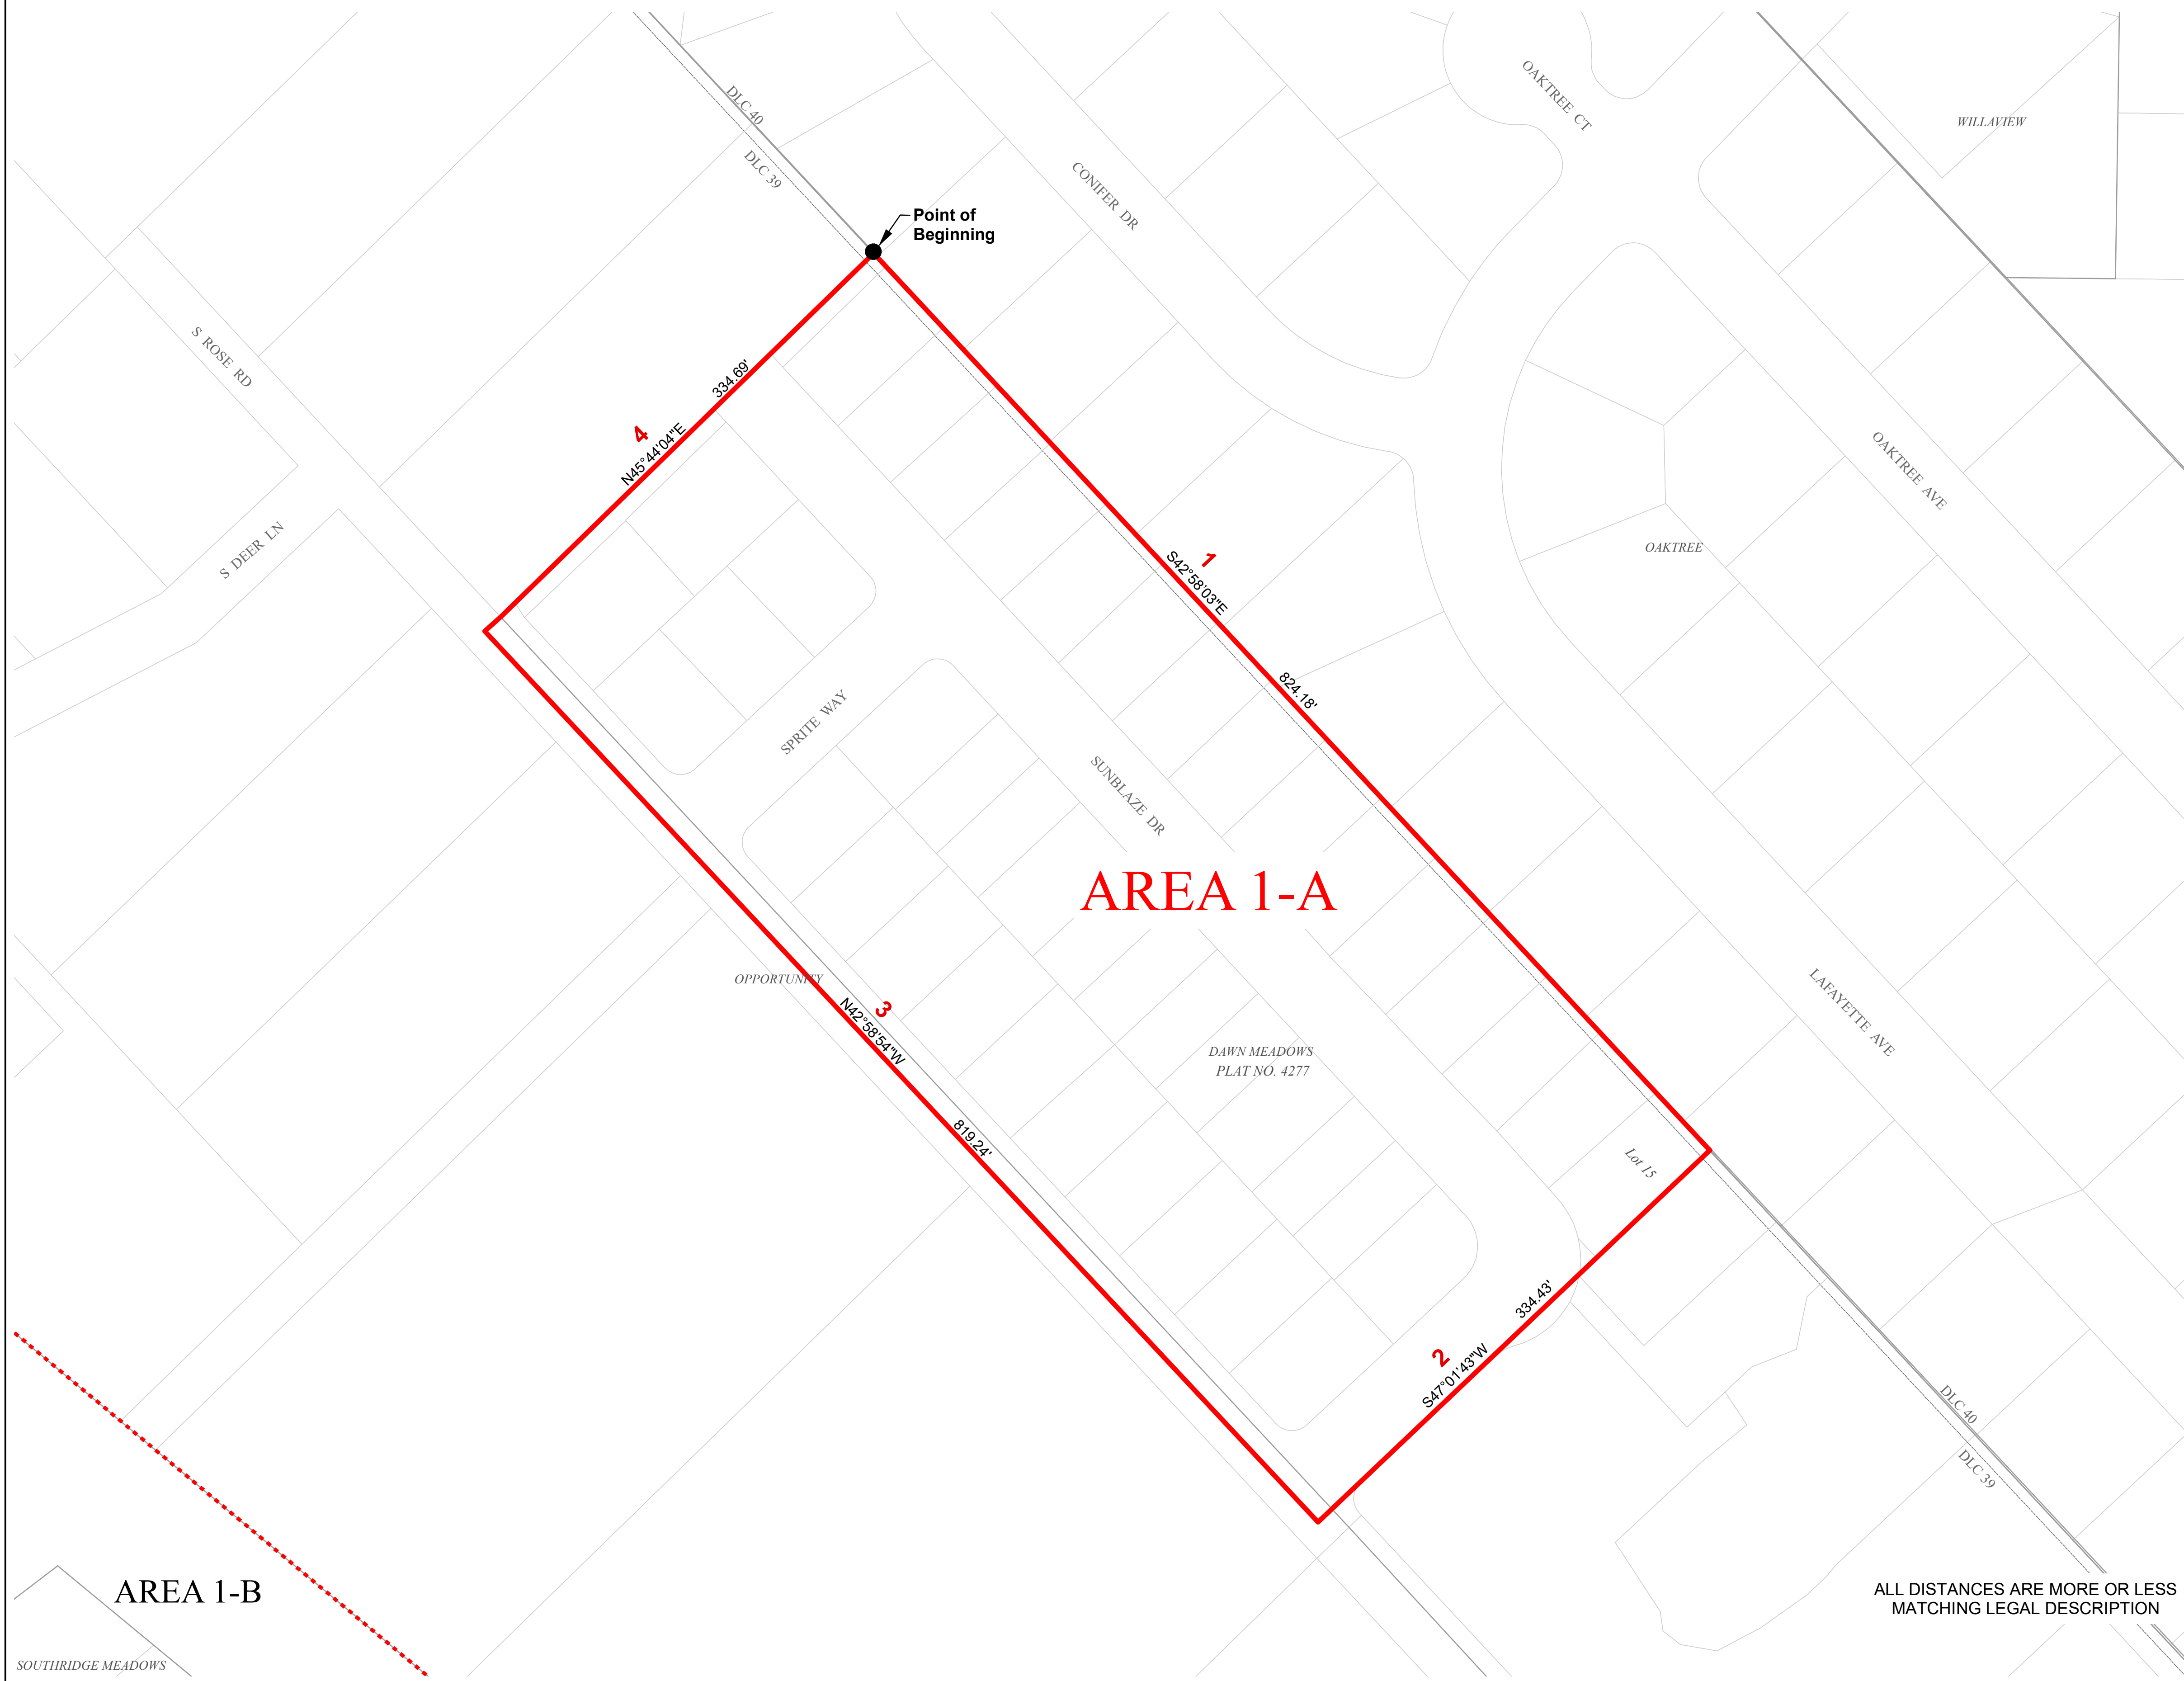 OAKTREE CT
WILLAVIEW
DLC 40
DLC 39
CONIFER DR
Point of
Beginning
S ROSE RD
334.69'
4
N45°44'04"E
OAKTREE AVE
S DEER LN
OAKTREE
1
S42°58'03"E
824.18'
SPRITE WAY
SUNBLAZE DR
AREA 1-A
OPPORTUNITY
3
N42°58'54"W
LAFAYETTE AVE
DAWN MEADOWS
PLAT NO. 4277
819.24'
Lot 15
334.43'
2
S47°01'43"W
DLC 40
DLC 39
AREA 1-B
ALL DISTANCES ARE MORE OR LESS
MATCHING LEGAL DESCRIPTION
SOUTHRIDGE MEADOWS